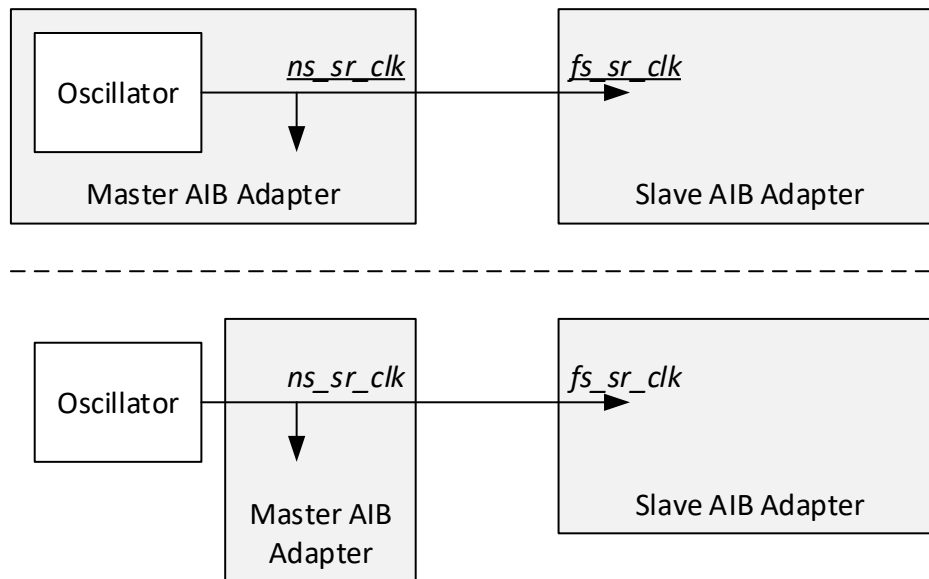 ns_sr_clk
fs_sr_clk
Oscillator
Master AIB Adapter
Slave AIB Adapter
ns_sr_clk
fs_sr_clk
Oscillator
Master AIB
Adapter
Slave AIB Adapter